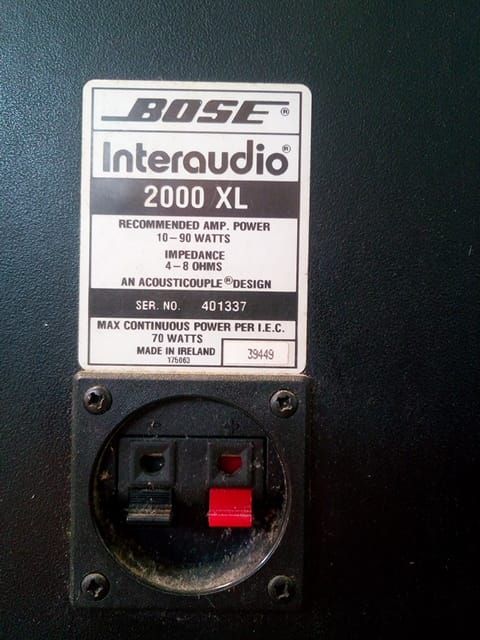 BOSE®
Interaudio®
2000 XL
RECOMMENDED AMP. POWER
10-90 WATTS
IMPEDANCE
4-8 OHMS
AN ACOUSTICOUPLE® DESIGN
SER. NO. 401337
MAX CONTINUOUS POWER PER I.E.C.
70 WATTS
MADE IN IRELAND
175063
39449